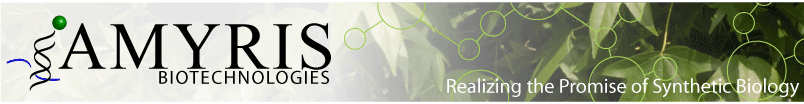 AMYRIS
BIOTECHNOLOGIES
Realizing the Promise of Synthetic Biology